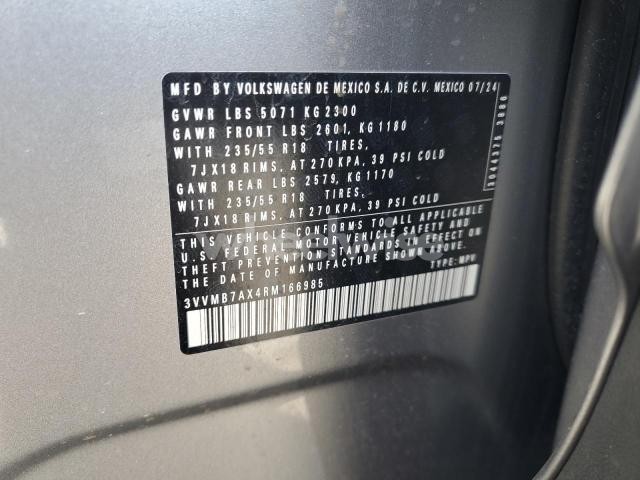 MFD BY VOLKSWAGEN DE MEXICO S.A. DE C.V. MEXICO 07/24
GVWR LBS 5071 KG 2300
GAWR FRONT LBS 2601, KG 1180
WITH 235/55 R18 TIRES,
7JX18 RIMS, AT 270 KPA, 39 PSI COLD
GAWR REAR LBS 2579, KG 1170
WITH 235/55 R18 TIRES,
7JX18 RIMS, AT 270 KPA, 39 PSI COLD
THIS VEHICLE CONFORMS TO ALL APPLICABLE
U.S. FEDERAL MOTOR VEHICLE SAFETY AND
THEFT PREVENTION STANDARDS IN EFFECT ON
THE DATE OF MANUFACTURE SHOWN ABOVE.
3VVMB7AX4RM166985 TYPE: MPV